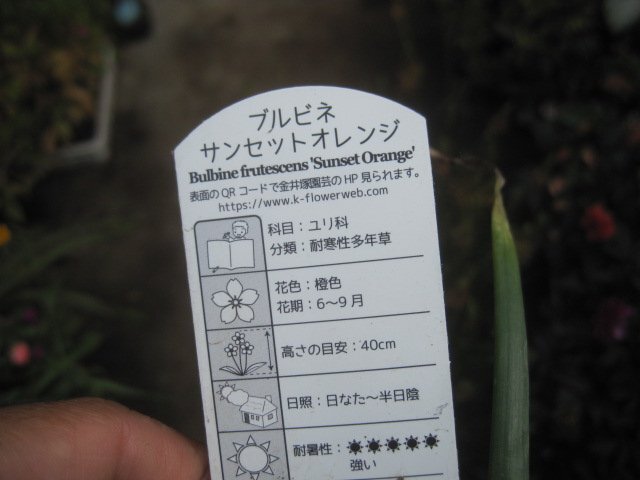 ブルビネ
サンセットオレンジ
Bulbine frutescens 'Sunset Orange'
表面のQRコードで金井塚園芸のHP見られます。
https://www.k-flowerweb.com
科目：ユリ科
分類：耐寒性多年草
花色：橙色
花期：6〜9月
高さの目安：40cm
日照：日なた〜半日陰
耐暑性：
強い